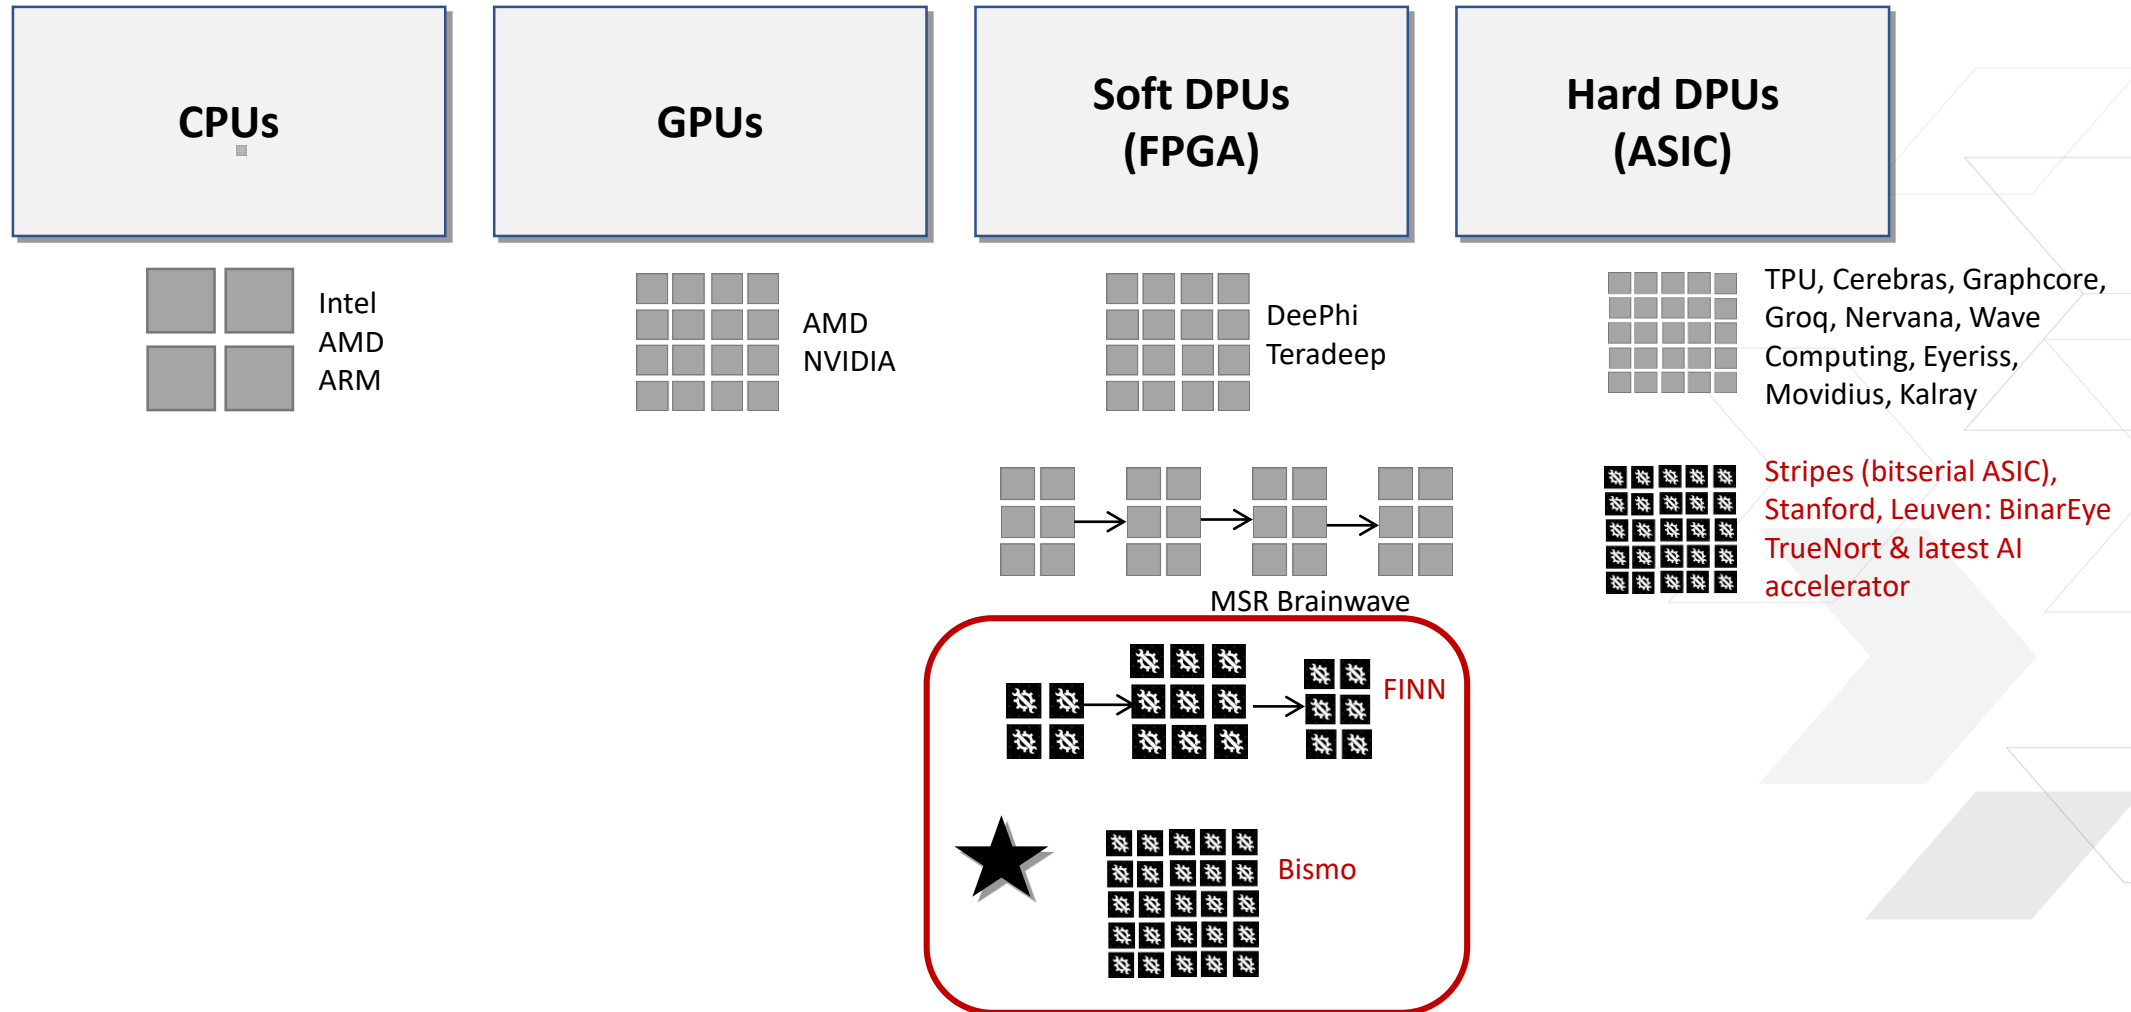 CPUs
GPUs
Soft DPUs
(FPGA)
Hard DPUs
(ASIC)
Intel
AMD
ARM
AMD
NVIDIA
DeePhi
Teradeep
TPU, Cerebras, Graphcore,
Groq, Nervana, Wave
Computing, Eyeriss,
Movidius, Kalray
MSR Brainwave
Stripes (bitserial ASIC),
Stanford, Leuven: BinarEye
TrueNort & latest AI
accelerator
FINN
Bismo